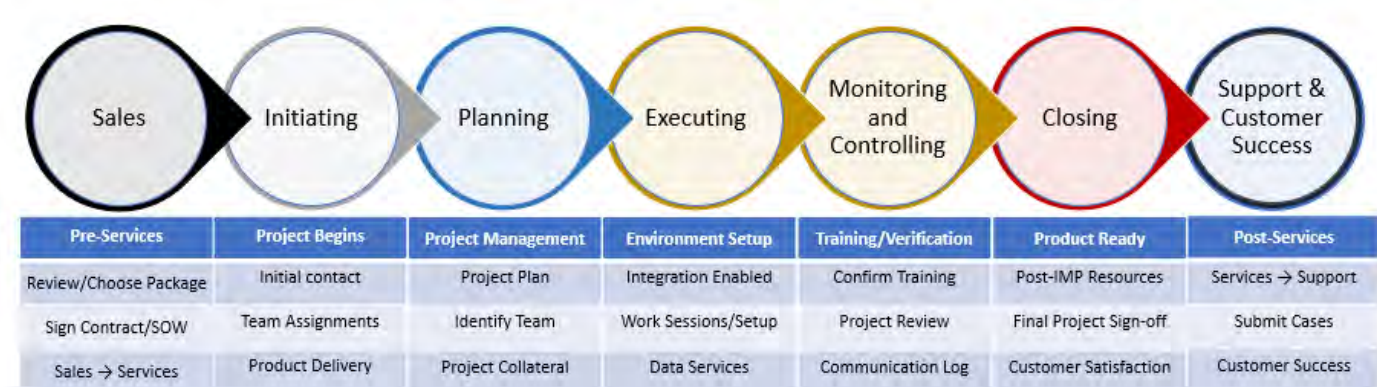 Sales
Initiating
Planning
Executing
Monitoring
and
Controlling
Closing
Support &
Customer
Success
Pre-Services Project Begins Project Management Environment Setup Training/Verification Product Ready Post-Services
Review/Choose Package Initial contact Project Plan Integration Enabled Confirm Training Post-IMP Resources Services → Support
Sign Contract/SOW Team Assignments Identify Team Work Sessions/Setup Project Review Final Project Sign-off Submit Cases
Sales → Services Product Delivery Project Collateral Data Services Communication Log Customer Satisfaction Customer Success